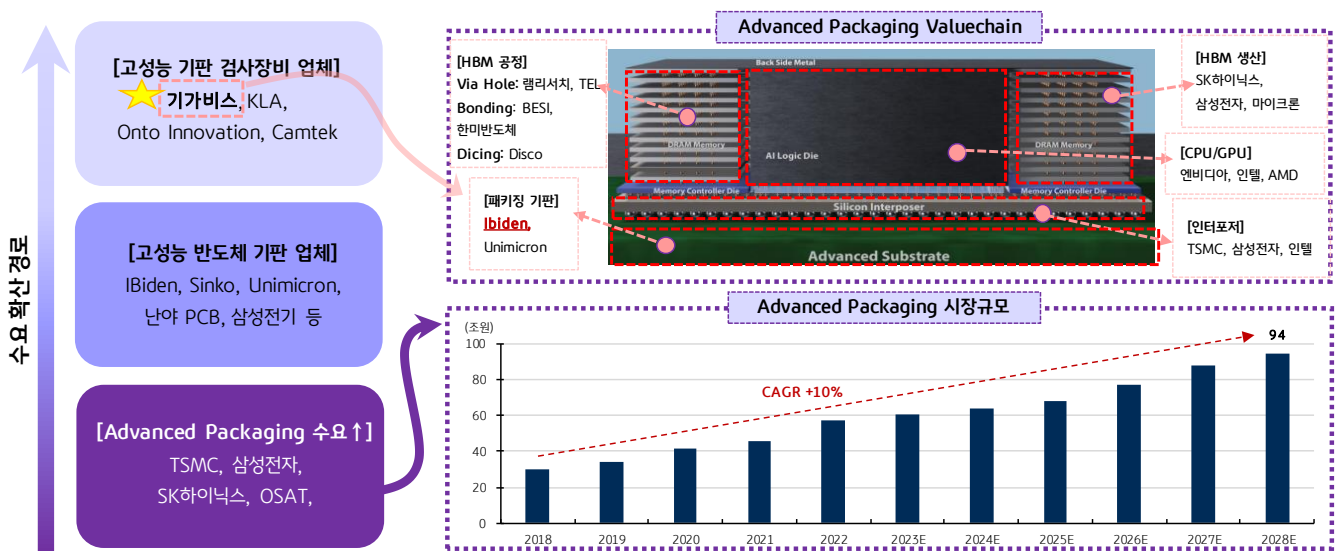 수요 확산 경로
[고성능 기판 검사장비 업체]
기가비스, KLA,
Onto Innovation, Camtek
[고성능 반도체 기판 업체]
IBiden, Sinko, Unimicron,
난야 PCB, 삼성전기 등
[Advanced Packaging 수요↑]
TSMC, 삼성전자,
SK하이닉스, OSAT,
Advanced Packaging Valuechain
[HBM 공정]
Via Hole: 램리서치, TEL
Bonding: BESI,
한미반도체
Dicing: Disco
[패키징 기판]
Ibiden,
Unimicron
Back Side Metal
DRAM Memory
AI Logic Die
DRAM Memory
Memory Controller Die
Memory Controller Die
Silicon Interposer
Advanced Substrate
[HBM 생산]
SK하이닉스,
삼성전자, 마이크론
[CPU/GPU]
엔비디아, 인텔, AMD
[인터포저]
TSMC, 삼성전자, 인텔
Advanced Packaging 시장규모
(조원)
100
80
60
40
20
0
CAGR +10%
94
2018 2019 2020 2021 2022 2023E 2024E 2025E 2026E 2027E 2028E